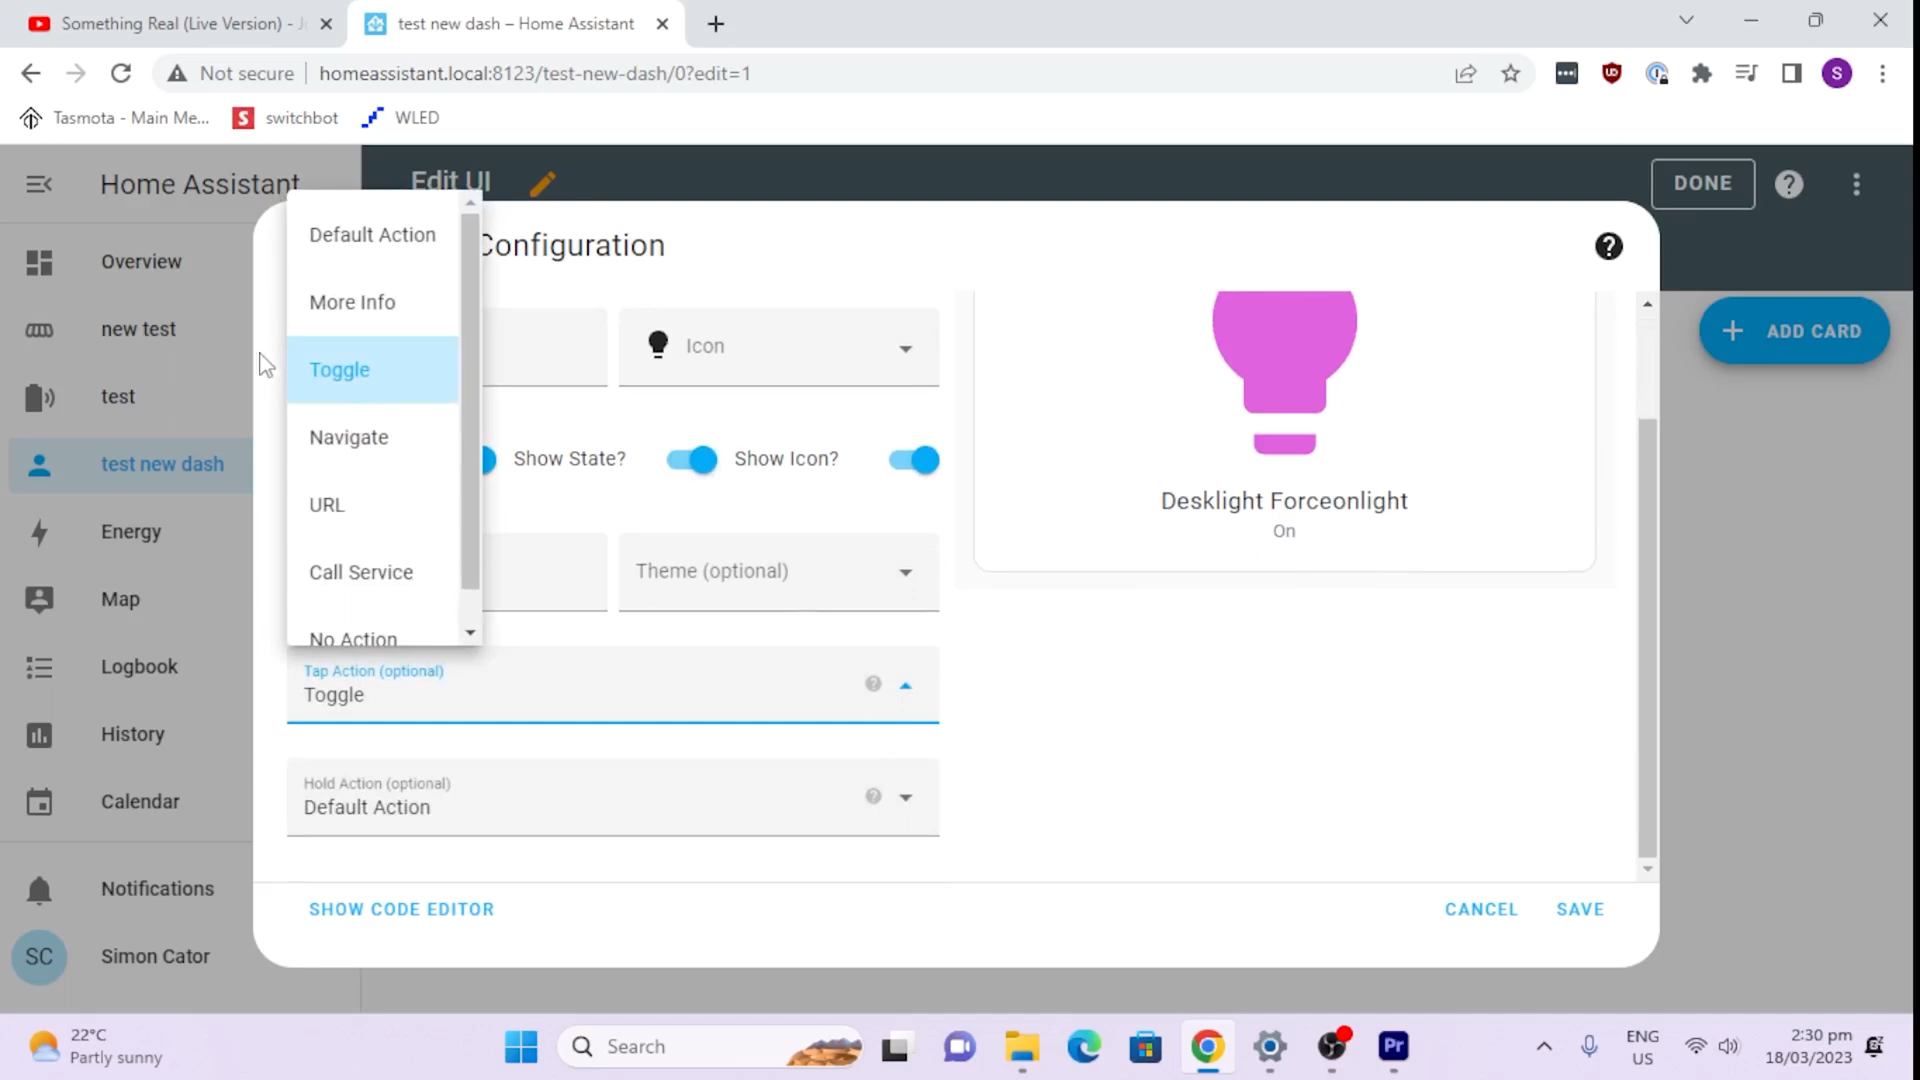 Something Real (Live Version) - J
test new dash – Home Assistant
Not secure
homeassistant.local:8123/test-new-dash/0?edit=1
S
Tasmota - Main Me...
S switchbot
WLED
Home Assistant
Edit UI
DONE
Overview
new test
test
test new dash
Energy
Map
Logbook
History
Calendar
Notifications
SC
Simon Cator
ADD CARD
Configuration
Default Action
More Info
Toggle
Navigate
URL
Call Service
No Action
Icon
Show State?
Show Icon?
Theme (optional)
Tap Action (optional)
Toggle
Hold Action (optional)
Default Action
Desklight Forceonlight
On
SHOW CODE EDITOR
CANCEL
SAVE
22°C
Partly sunny
Search
Pr
ENG
US
2:30 pm
18/03/2023